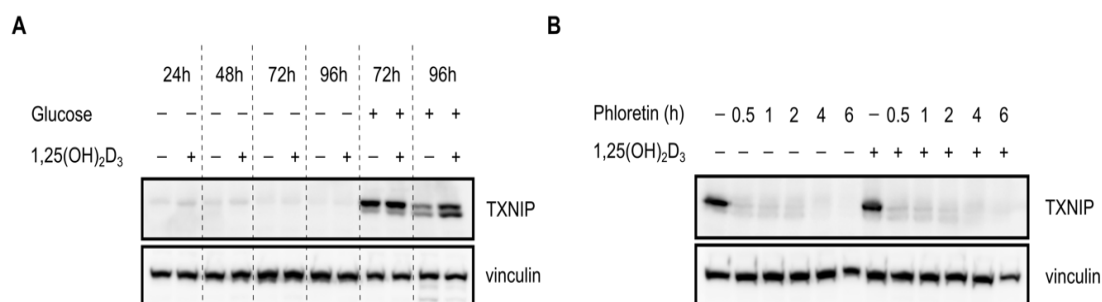 A
24h 48h 72h 96h 72h 96h
Glucose – – – – – – – – + + + +
1,25(OH)₂D₃ – + – + – + – + – + – +
TXNIP
vinculin
B
Phloretin (h) – 0.5 1 2 4 6 – 0.5 1 2 4 6
1,25(OH)₂D₃ – – – – – – + + + + + +
TXNIP
vinculin